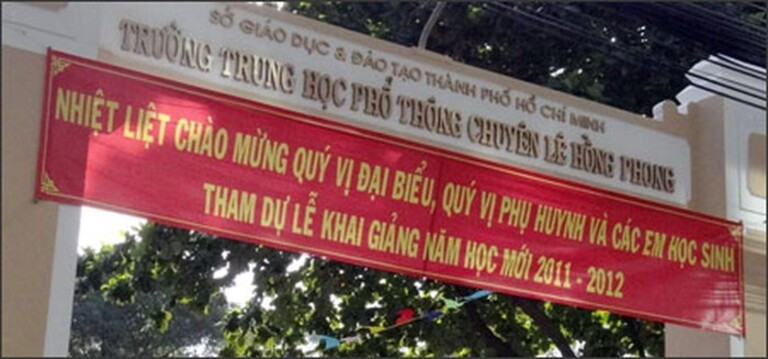 SỞ GIÁO DỤC & ĐÀO TẠO THÀNH PHỐ HỒ CHÍ MINH
TRƯỜNG TRUNG HỌC PHỔ THÔNG CHUYÊN LÊ HỒNG PHONG
NHIỆT LIỆT CHÀO MỪNG QUÝ VỊ ĐẠI BIỂU, QUÝ VỊ PHỤ HUYNH VÀ CÁC EM HỌC SINH
THAM DỰ LỄ KHAI GIẢNG NĂM HỌC MỚI 2011 - 2012